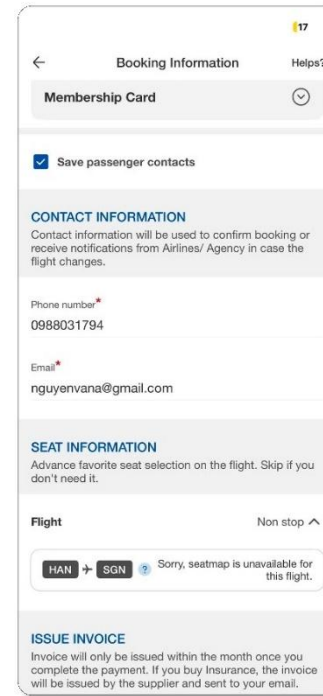 17
Booking Information Helps?
Membership Card
Save passenger contacts
CONTACT INFORMATION
Contact information will be used to confirm booking or
receive notifications from Airlines/ Agency in case the
flight changes.
Phone number*
0988031794
Email*
nguyenvana@gmail.com
SEAT INFORMATION
Advance favorite seat selection on the flight. Skip if you
don't need it.
Flight Non stop
HAN SGN ? Sorry, seatmap is unavailable for
this flight.
ISSUE INVOICE
Invoice will only be issued within the month once you
complete the payment. If you buy Insurance, the invoice
will be issued by the supplier and sent to your email.